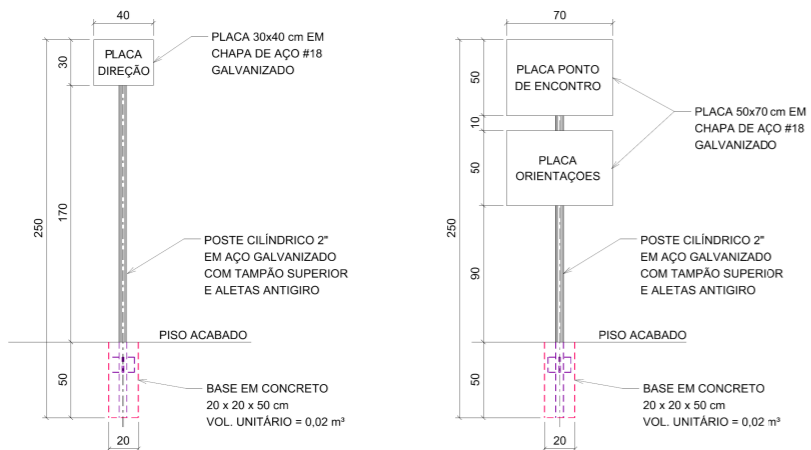 40
PLACA
DIREÇÃO
PLACA 30x40 cm EM
CHAPA DE AÇO #18
GALVANIZADO
30
170
250
POSTE CILÍNDRICO 2"
EM AÇO GALVANIZADO
COM TAMPÃO SUPERIOR
E ALETAS ANTIGIRO
PISO ACABADO
50
BASE EM CONCRETO
20 x 20 x 50 cm
VOL. UNITÁRIO = 0,02 m³
20
70
PLACA PONTO
DE ENCONTRO
50
10
PLACA
ORIENTAÇOES
50
PLACA 50x70 cm EM
CHAPA DE AÇO #18
GALVANIZADO
250
90
POSTE CILÍNDRICO 2"
EM AÇO GALVANIZADO
COM TAMPÃO SUPERIOR
E ALETAS ANTIGIRO
PISO ACABADO
50
BASE EM CONCRETO
20 x 20 x 50 cm
VOL. UNITÁRIO = 0,02 m³
20